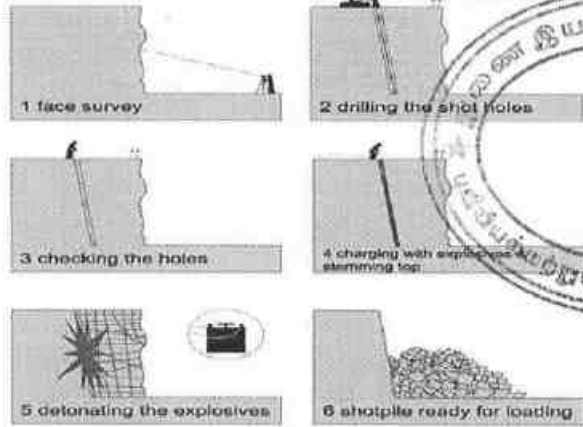 1 face survey
2 drilling the shot holes
3 checking the holes
4 charging with explosives &
stemming top
5 detonating the explosives
6 shotpile ready for loading